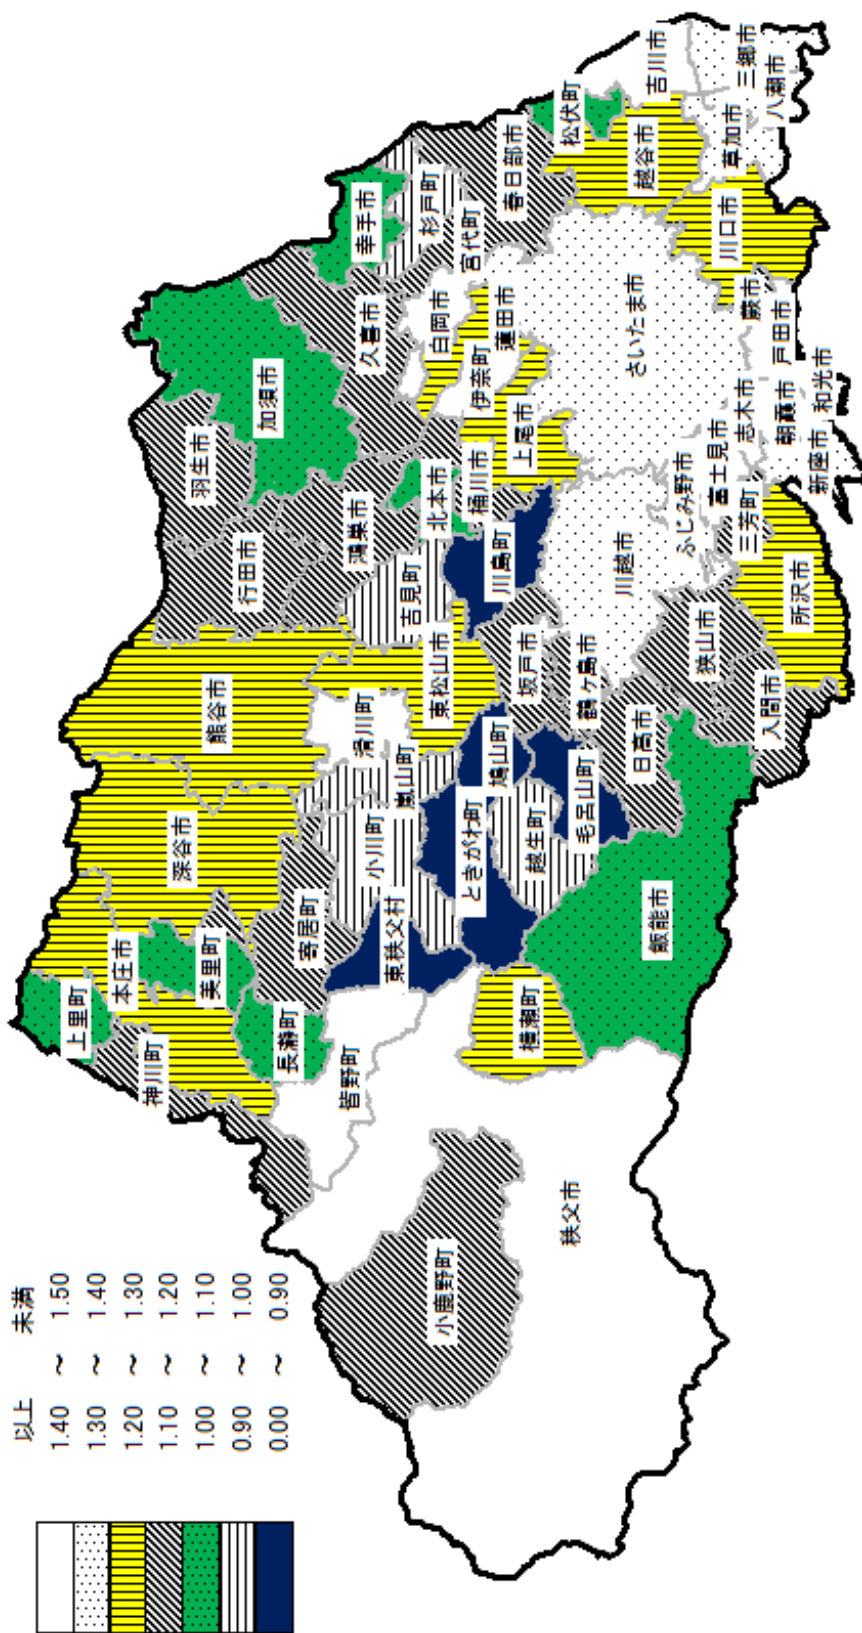 以上 未満
1.40 ～ 1.50
1.30 ～ 1.40
1.20 ～ 1.30
1.10 ～ 1.20
1.00 ～ 1.10
0.90 ～ 1.00
0.00 ～ 0.90
上里町
神川町
本庄市
美里町
深谷市
熊谷市
行田市
羽生市
加須市
長瀞町
寄居町
皆野町
小川町
嵐山町
滑川町
吉見町
鴻巣市
久喜市
幸手市
東秩父村
東松山市
北本市
白岡市
杉戸町
小鹿野町
ときがわ町
鳩山町
川島町
桶川市
伊奈町
宮代町
横瀬町
越生町
坂戸市
上尾市
蓮田市
春日部市
秩父市
毛呂山町
鶴ヶ島市
松伏町
飯能市
日高市
川越市
さいたま市
越谷市
吉川市
狭山市
ふじみ野市
富士見市
川口市
草加市
三郷市
入間市
所沢市
三芳町
志木市
蕨市
八潮市
新座市
朝霞市
戸田市
和光市